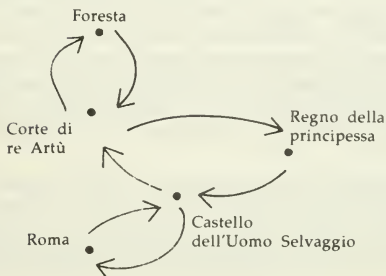 Foresta
Corte di
re Artù
Regno della
principessa
Castello
dell'Uomo Selvaggio
Roma